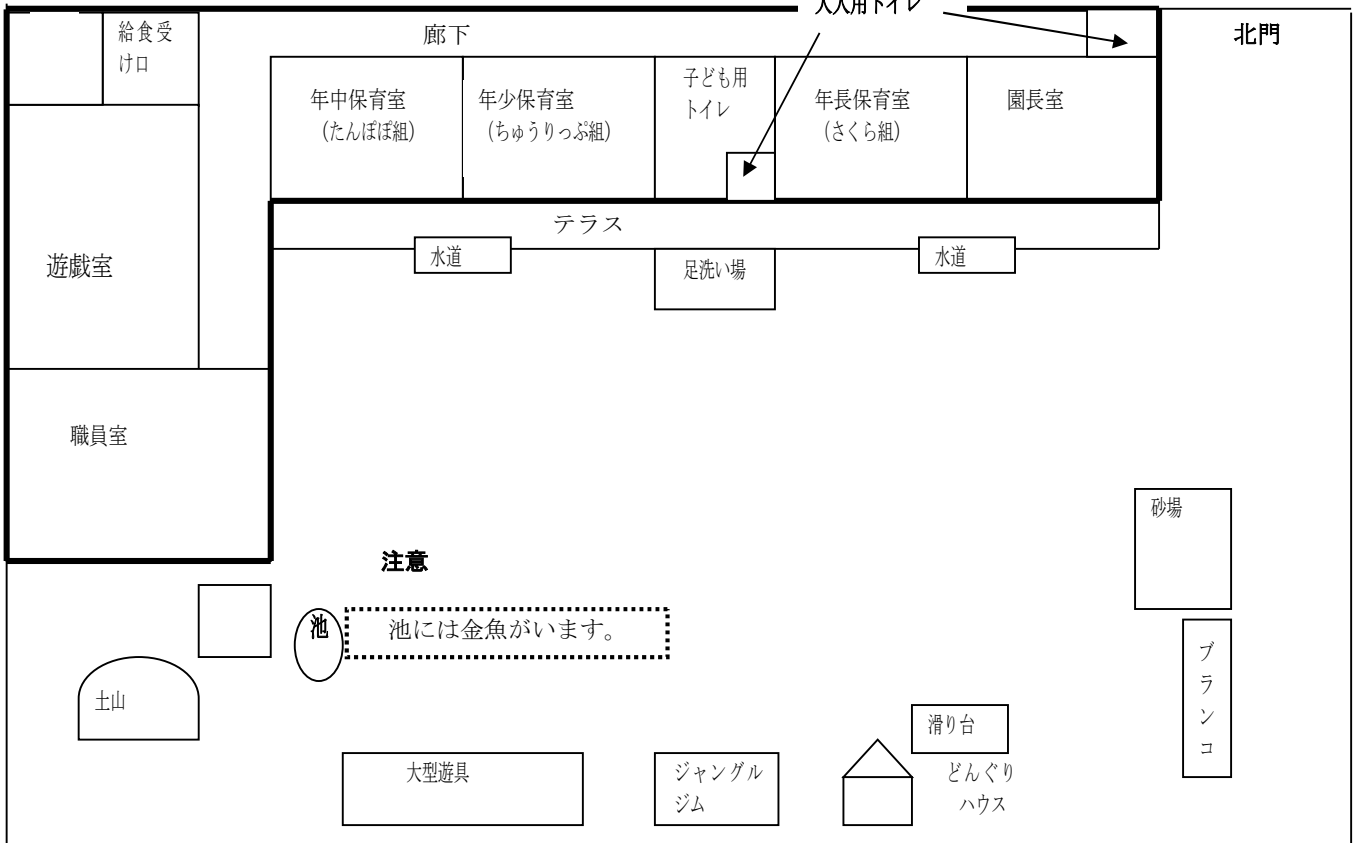 大人用トイレ
給食受
け口
廊下
北門
年中保育室
(たんぽぽ組)
年少保育室
(ちゅうりっぷ組)
子ども用
トイレ
年長保育室
(さくら組)
園長室
テラス
水道
足洗い場
水道
遊戯室
職員室
砂場
注意
池
池には金魚がいます。
ブランコ
土山
滑り台
大型遊具
ジャングル
ジム
どんぐり
ハウス